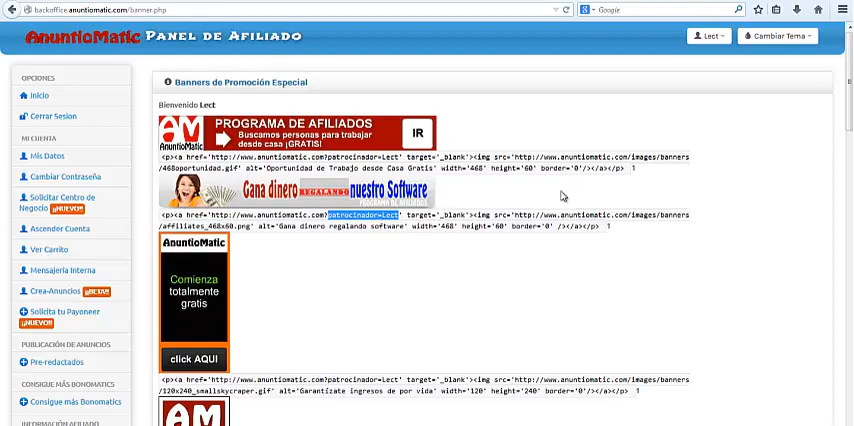 backoffice.anuntiomatic.com/banner.php
Google
AnuntioMatic Panel de Afiliado
Lect
Cambiar Tema
OPCIONES
Inicio
Cerrar Sesion
MI CUENTA
Mis Datos
Cambiar Contraseña
Solicitar Centro de
Negocio ¡¡NUEVO!!
Ascender Cuenta
Ver Carrito
Mensajería Interna
Crea-Anuncios ¡¡BETA!!
Solicita tu Payoneer
¡¡NUEVO!!
PUBLICACIÓN DE ANUNCIOS
Pre-redactados
CONSIGUE MÁS BONOMATICS
Consigue más Bonomatics
INFORMACIÓN AFILIADO
Banners de Promoción Especial
Bienvenido Lect
AM
AnuntioMatic
PROGRAMA DE AFILIADOS
Buscamos personas para trabajar
desde casa ¡GRATIS!
IR
<p><a href='http://www.anuntiomatic.com?patrocinador=Lect' target='_blank'><img src='http://www.anuntiomatic.com/images/banners
/468oportunidad.gif' alt='Oportunidad de Trabajo desde Casa Gratis' width='468' height='60' border='0'/></a></p> 1
Gana dinero REGALANDO nuestro Software
PROGRAMA DE AFILIADOS
<p><a href='http://www.anuntiomatic.com?patrocinador=Lect' target='_blank'><img src='http://www.anuntiomatic.com/images/banners
/affiliates_468x60.png' alt='Gana dinero regalando software' width='468' height='60' border='0' /></a></p> 1
AnuntioMatic
Comienza
totalmente
gratis
click AQUI
<p><a href='http://www.anuntiomatic.com?patrocinador=Lect' target='_blank'><img src='http://www.anuntiomatic.com/images/banners
/120x240_smallskycraper.gif' alt='Garantízate ingresos de por vida' width='120' height='240' border='0'/></a></p> 1
AM